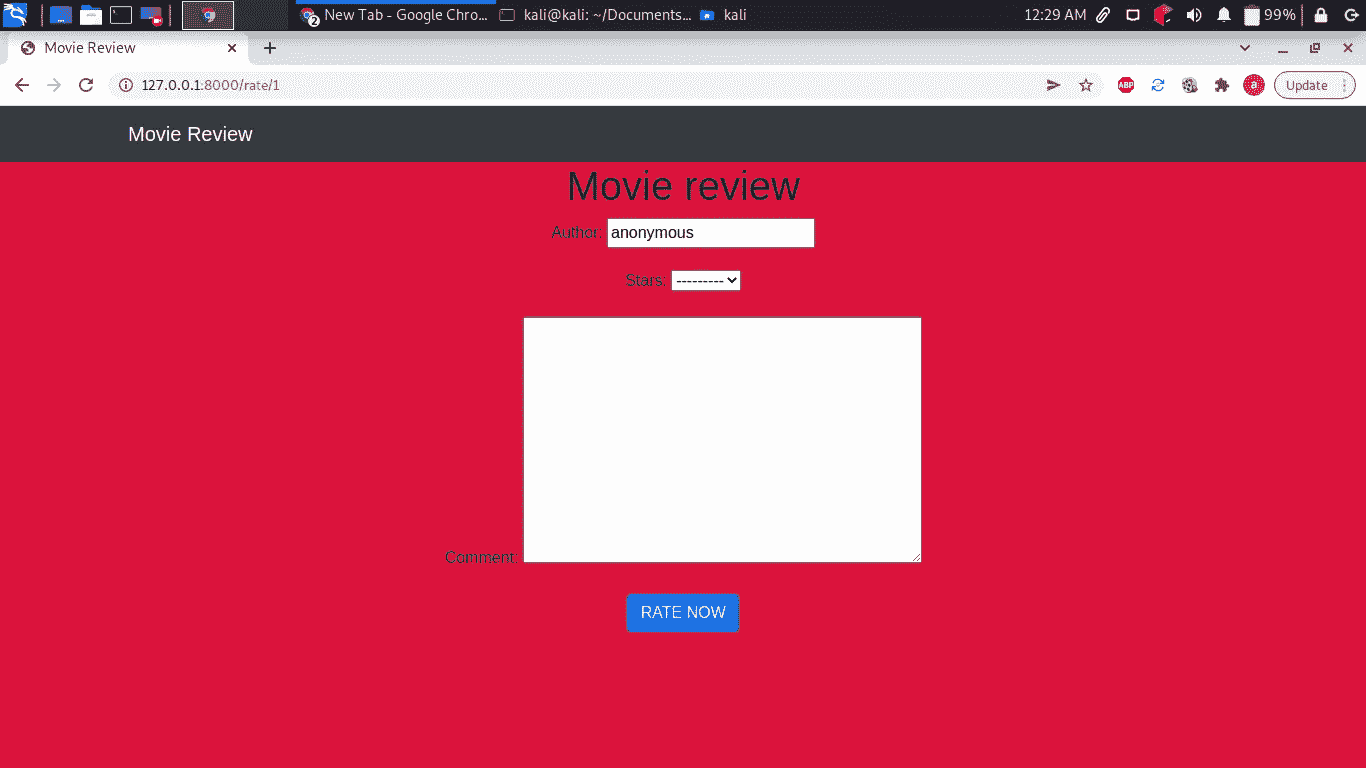 New Tab - Google Chro... kali@kali: ~/Documents... kali 12:29 AM 99%
2
Movie Review
127.0.0.1:8000/rate/1 ABP a Update
Movie Review
Movie review
Author: anonymous
Stars: ---------
Comment:
RATE NOW